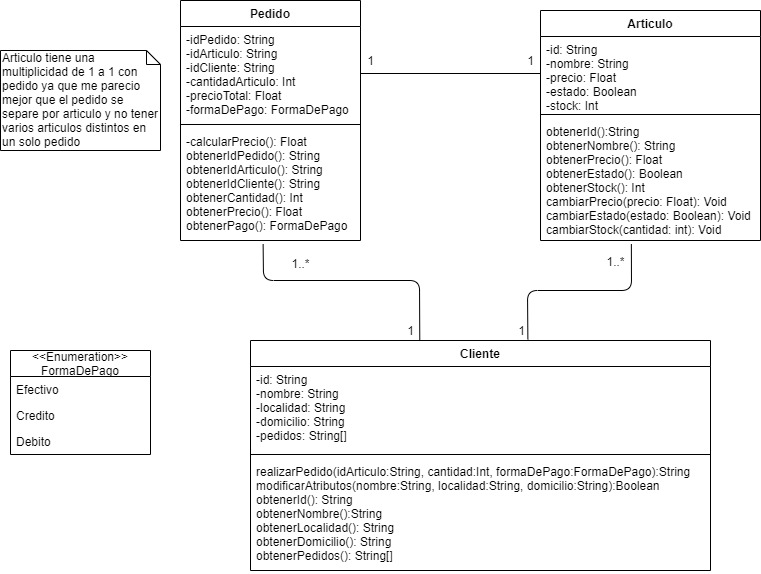 Articulo tiene una
multiplicidad de 1 a 1 con
pedido ya que me parecio
mejor que el pedido se
separe por articulo y no tener
varios articulos distintos en
un solo pedido
Pedido
-idPedido: String
-idArticulo: String
-idCliente: String
-cantidadArticulo: Int
-precioTotal: Float
-formaDePago: FormaDePago
-calcularPrecio(): Float
obtenerIdPedido(): String
obtenerIdArticulo(): String
obtenerIdCliente(): String
obtenerCantidad(): Int
obtenerPrecio(): Float
obtenerPago(): FormaDePago
1
1
Articulo
-id: String
-nombre: String
-precio: Float
-estado: Boolean
-stock: Int
obtenerId():String
obtenerNombre(): String
obtenerPrecio(): Float
obtenerEstado(): Boolean
obtenerStock(): Int
cambiarPrecio(precio: Float): Void
cambiarEstado(estado: Boolean): Void
cambiarStock(cantidad: int): Void
1..*
1..*
1
1
<<Enumeration>>
FormaDePago
Efectivo
Credito
Debito
Cliente
-id: String
-nombre: String
-localidad: String
-domicilio: String
-pedidos: String[]
realizarPedido(idArticulo:String, cantidad:Int, formaDePago:FormaDePago):String
modificarAtributos(nombre:String, localidad:String, domicilio:String):Boolean
obtenerId(): String
obtenerNombre():String
obtenerLocalidad(): String
obtenerDomicilio(): String
obtenerPedidos(): String[]